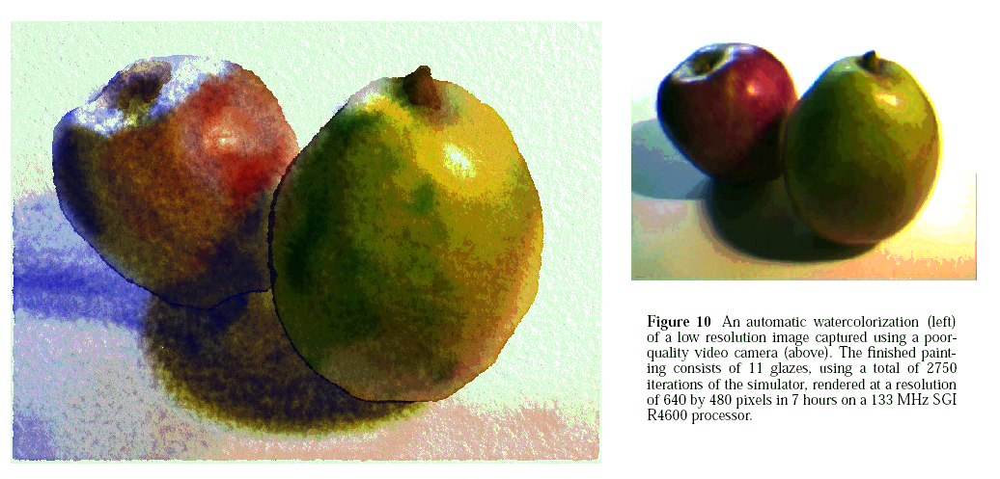 Figure 10 An automatic watercolorization (left)
of a low resolution image captured using a poor-
quality video camera (above). The finished paint-
ing consists of 11 glazes, using a total of 2750
iterations of the simulator, rendered at a resolution
of 640 by 480 pixels in 7 hours on a 133 MHz SGI
R4600 processor.